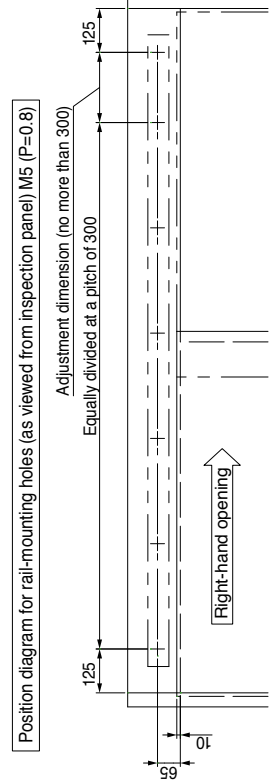 Position diagram for rail-mounting holes (as viewed from inspection panel) M5 (P=0.8)
125
Adjustment dimension (no more than 300)
Equally divided at a pitch of 300
125
Right-hand opening
65
10